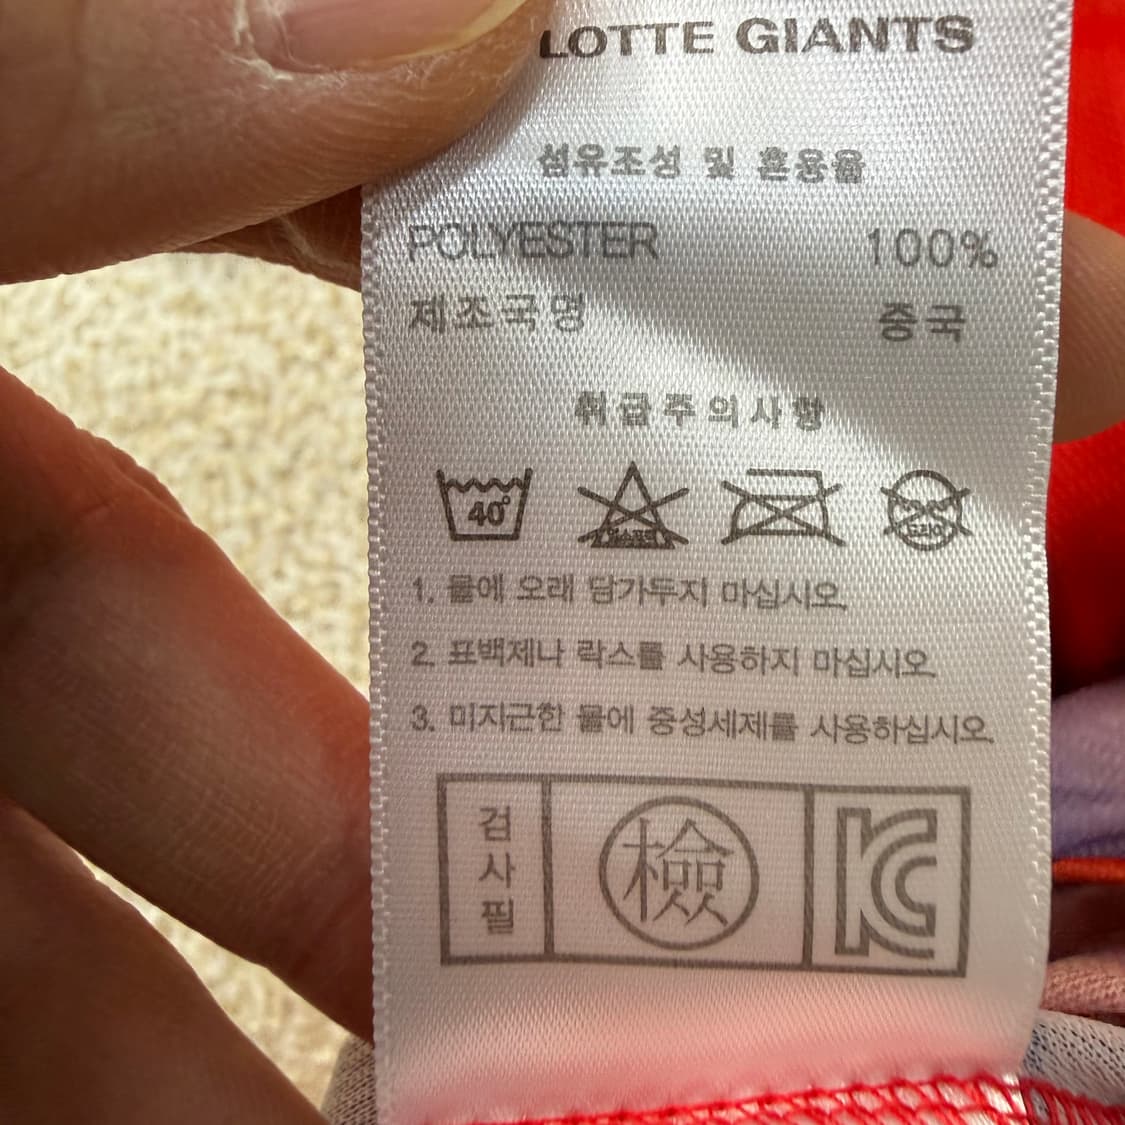 LOTTE GIANTS
섬유조성 및 혼용율
POLYESTER 100%
제조국명 중국
취급주의사항
40°
1. 물에 오래 담가두지 마십시오.
2. 표백제나 락스를 사용하지 마십시오.
3. 미지근한 물에 중성세제를 사용하십시오.
검사필 檢 KC